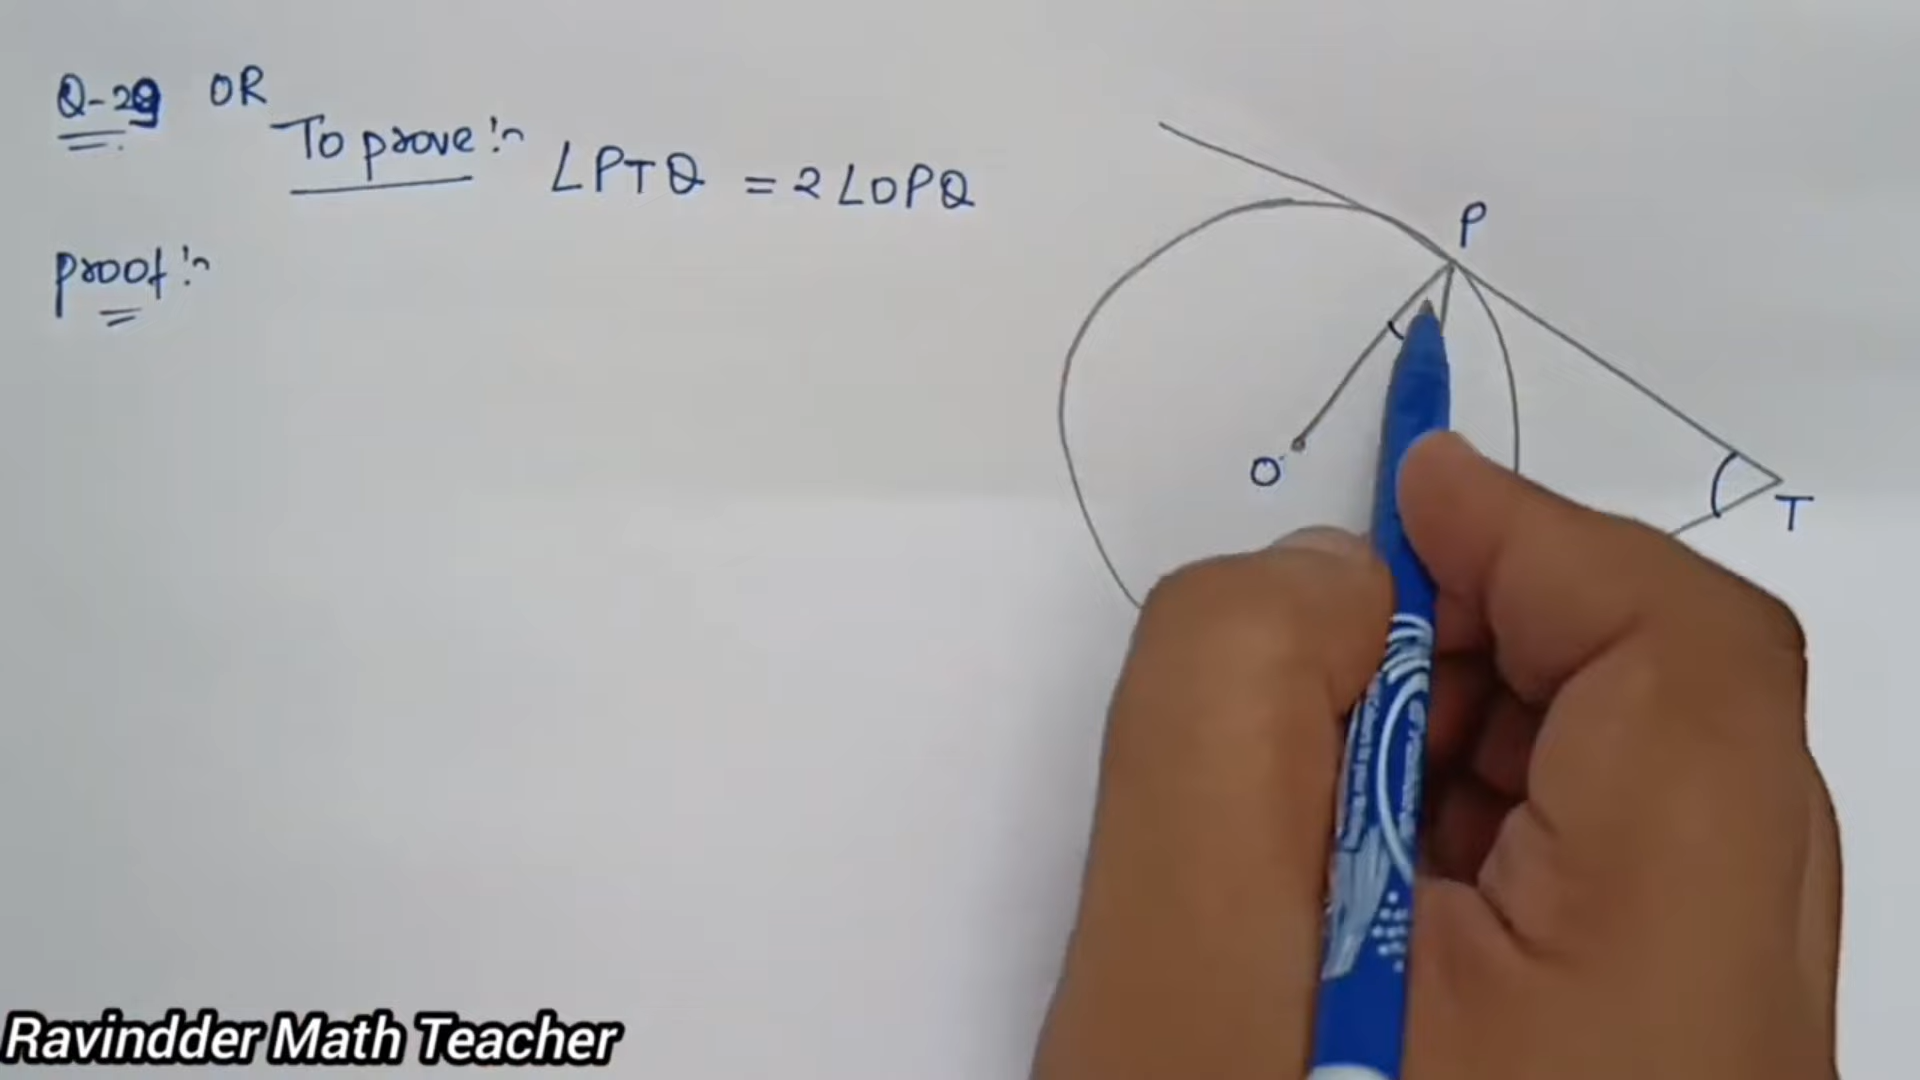 Q-29 OR
To prove:- ∠PTQ = 2∠OPQ
proof:-
P
O
T
Ravindder Math Teacher